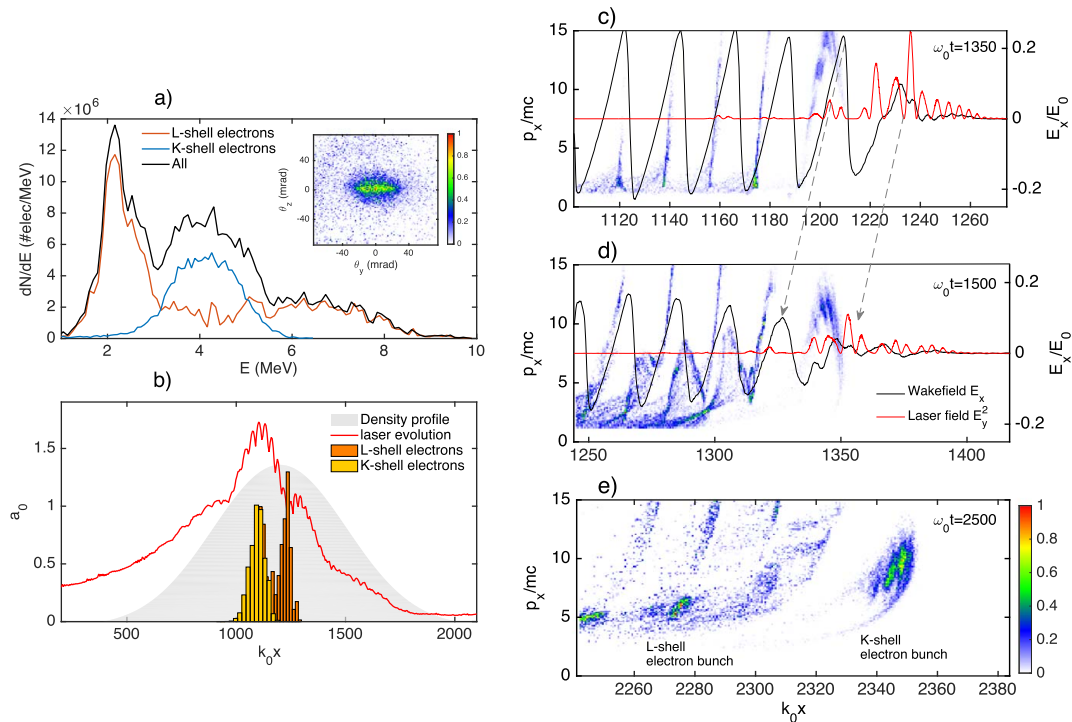 a)
× 10⁶
14
12
10
8
6
4
2
0
dN/dE (#elec/MeV)
L-shell electrons
K-shell electrons
All
40
0
-40
θz (mrad)
-40 0 40
θy (mrad)
1
0.8
0.6
0.4
0.2
0
0 2 4 6 8 10
E (MeV)
b)
1.5
1
0.5
0
a₀
Density profile
laser evolution
L-shell electrons
K-shell electrons
500 1000 1500 2000
k₀x
c)
15
10
5
0
pₓ/mc
ω₀t=1350
0.2
0
-0.2
Eₓ/E₀
1120 1140 1160 1180 1200 1220 1240 1260
d)
15
10
5
0
pₓ/mc
ω₀t=1500
Wakefield Eₓ
Laser field E²y
0.2
0
-0.2
Eₓ/E₀
1250 1300 1350 1400
e)
15
10
5
0
pₓ/mc
ω₀t=2500
L-shell
electron bunch
K-shell
electron bunch
1
0.8
0.6
0.4
0.2
0
2260 2280 2300 2320 2340 2360 2380
k₀x